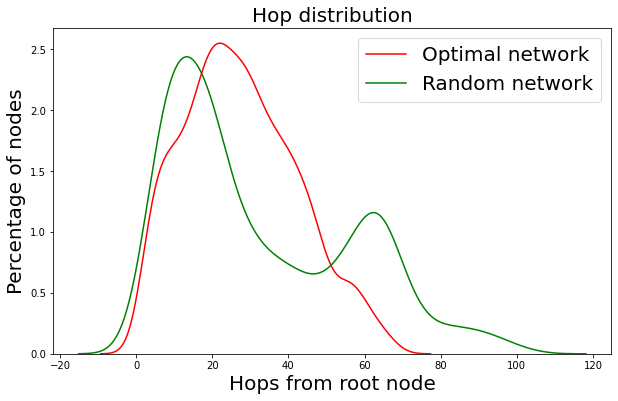 Hop distribution
Optimal network
Random network
Percentage of nodes
2.5
2.0
1.5
1.0
0.5
0.0
−20
0
20
40
60
80
100
120
Hops from root node